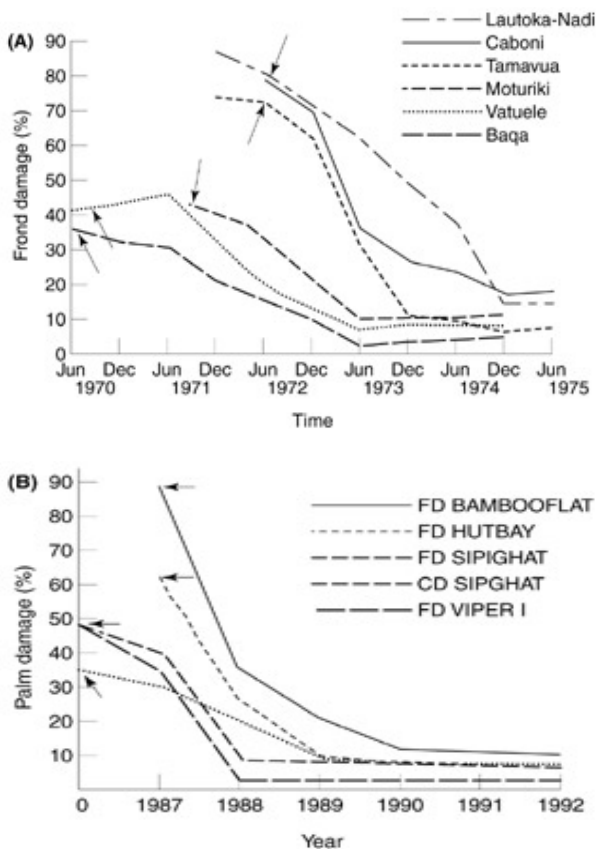 (A)
Lautoka-Nadi
Caboni
Tamavua
Moturiki
Vatuele
Baqa
Frond damage (%)
90
80
70
60
50
40
30
20
10
0
Jun Dec Jun Dec Jun Dec Jun Dec Jun Dec Jun
1970 1971 1972 1973 1974 1975
Time
(B)
FD BAMBOOFLAT
FD HUTBAY
FD SIPIGHAT
CD SIPGHAT
FD VIPER I
Palm damage (%)
90
80
70
60
50
40
30
20
10
0 1987 1988 1989 1990 1991 1992
Year